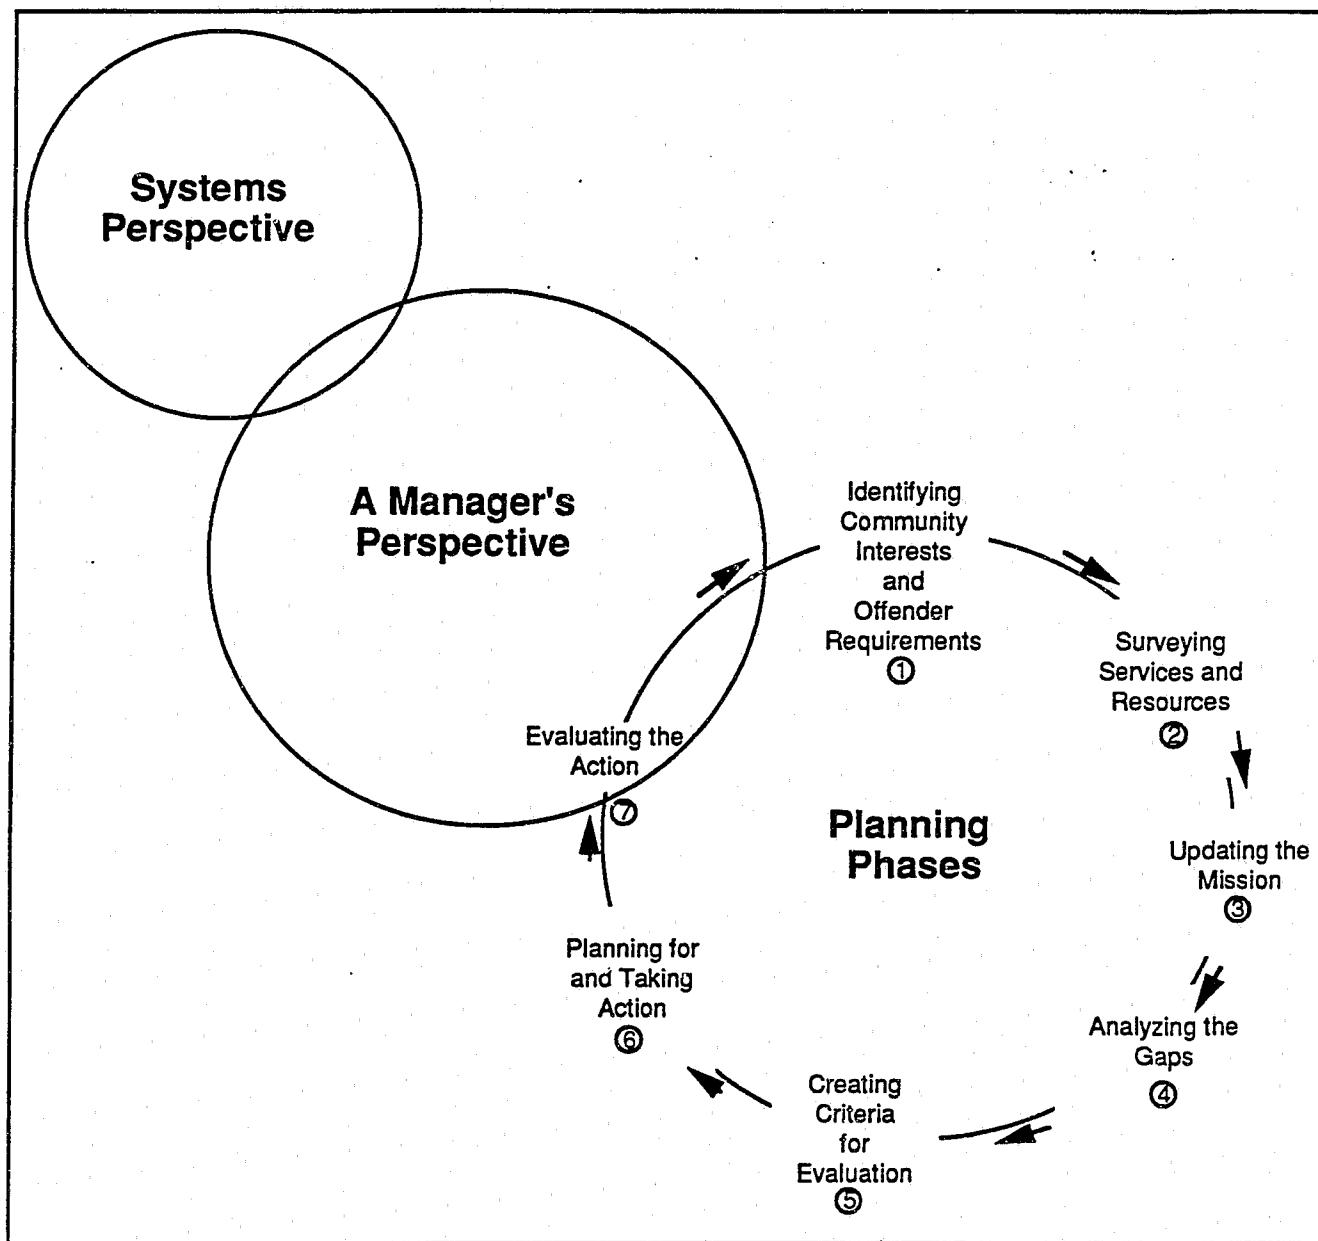 Systems
Perspective
A Manager's
Perspective
Identifying
Community
Interests
and
Offender
Requirements
①
Surveying
Services and
Resources
②
Updating the
Mission
③
Analyzing the
Gaps
④
Creating
Criteria
for
Evaluation
⑤
Planning for
and Taking
Action
⑥
Evaluating the
Action
⑦
Planning
Phases